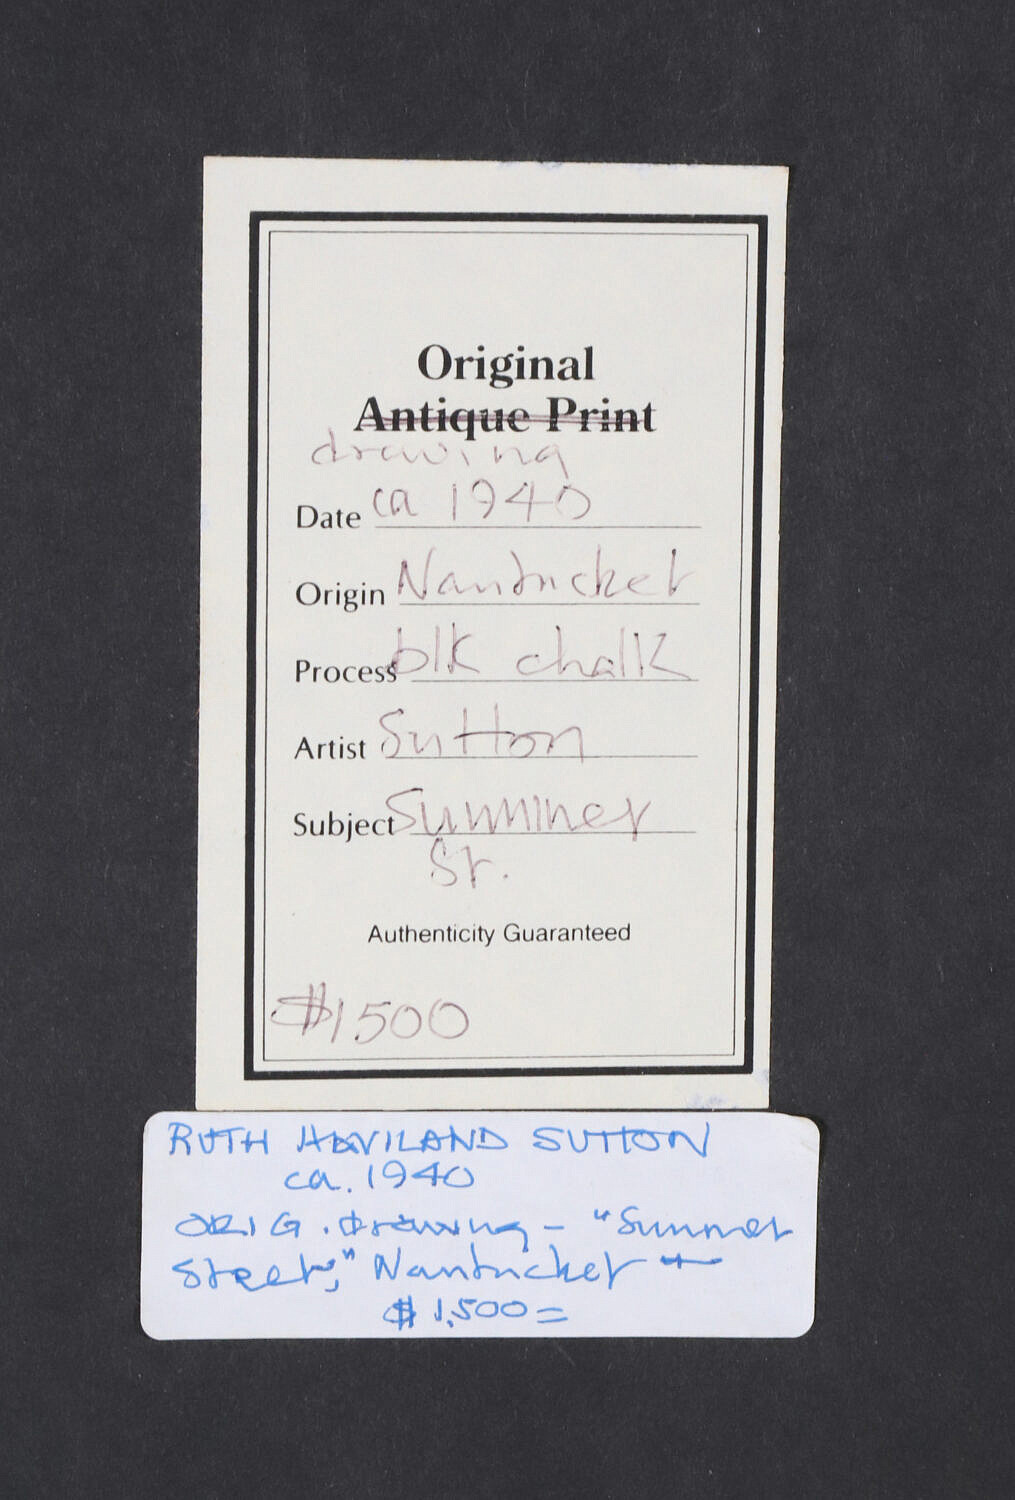 Original
Antique Print
drawing
Date ca 1940
Origin Nantucket
Process blk chalk
Artist Sutton
Subject Summer
St.
Authenticity Guaranteed
$1500
RUTH HAVILAND SUTTON
ca. 1940
ORIG. drawing – "Summer
Street," Nantucket –
$1,500=